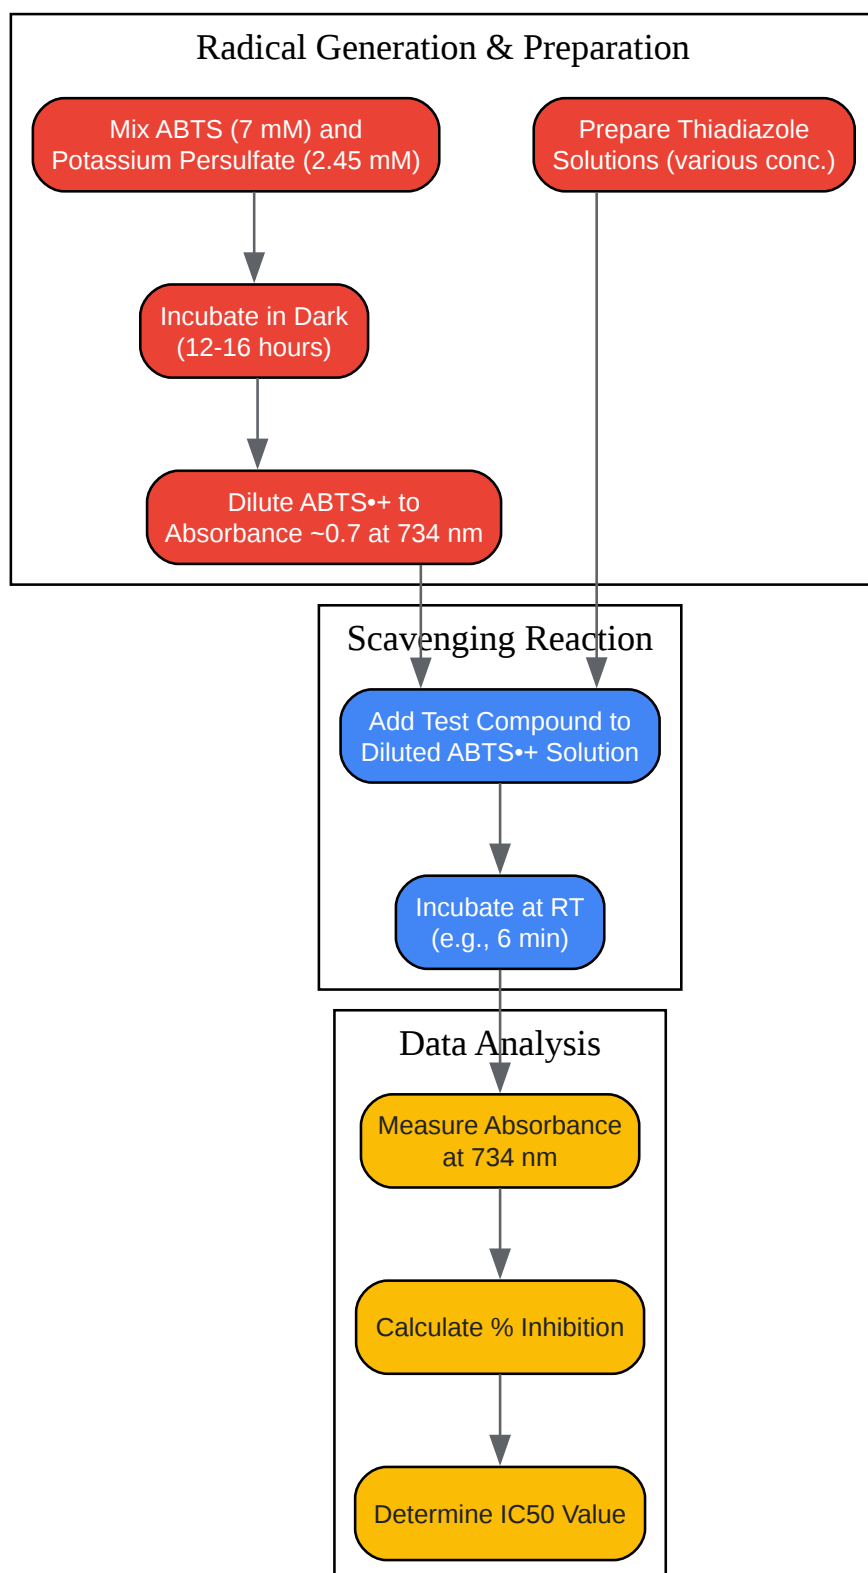 Radical Generation & Preparation
Mix ABTS (7 mM) and
Potassium Persulfate (2.45 mM)
Prepare Thiadiazole
Solutions (various conc.)
Incubate in Dark
(12-16 hours)
Dilute ABTS•+ to
Absorbance ~0.7 at 734 nm
Scavenging Reaction
Add Test Compound to
Diluted ABTS•+ Solution
Incubate at RT
(e.g., 6 min)
Data Analysis
Measure Absorbance
at 734 nm
Calculate % Inhibition
Determine IC50 Value